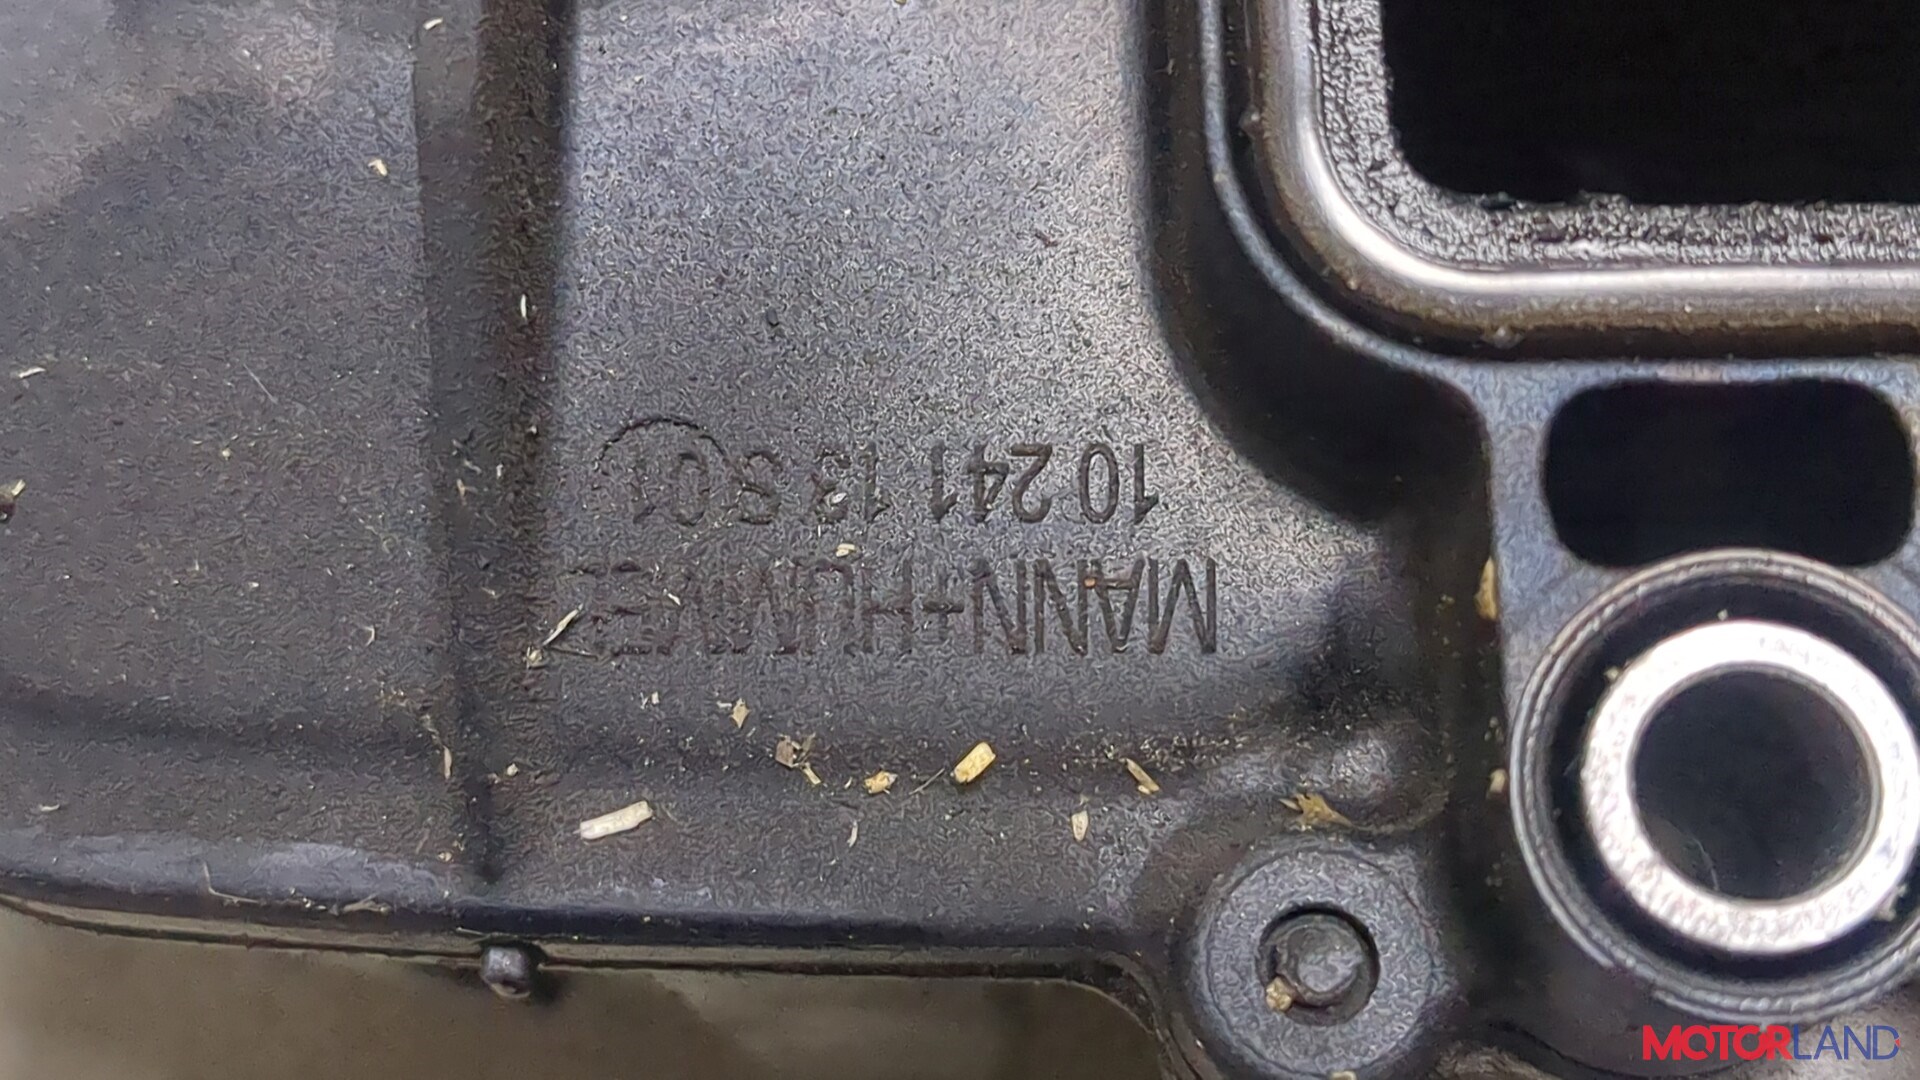 MANN+HUMMEL
10 241 13 S 01
MOTORLAND